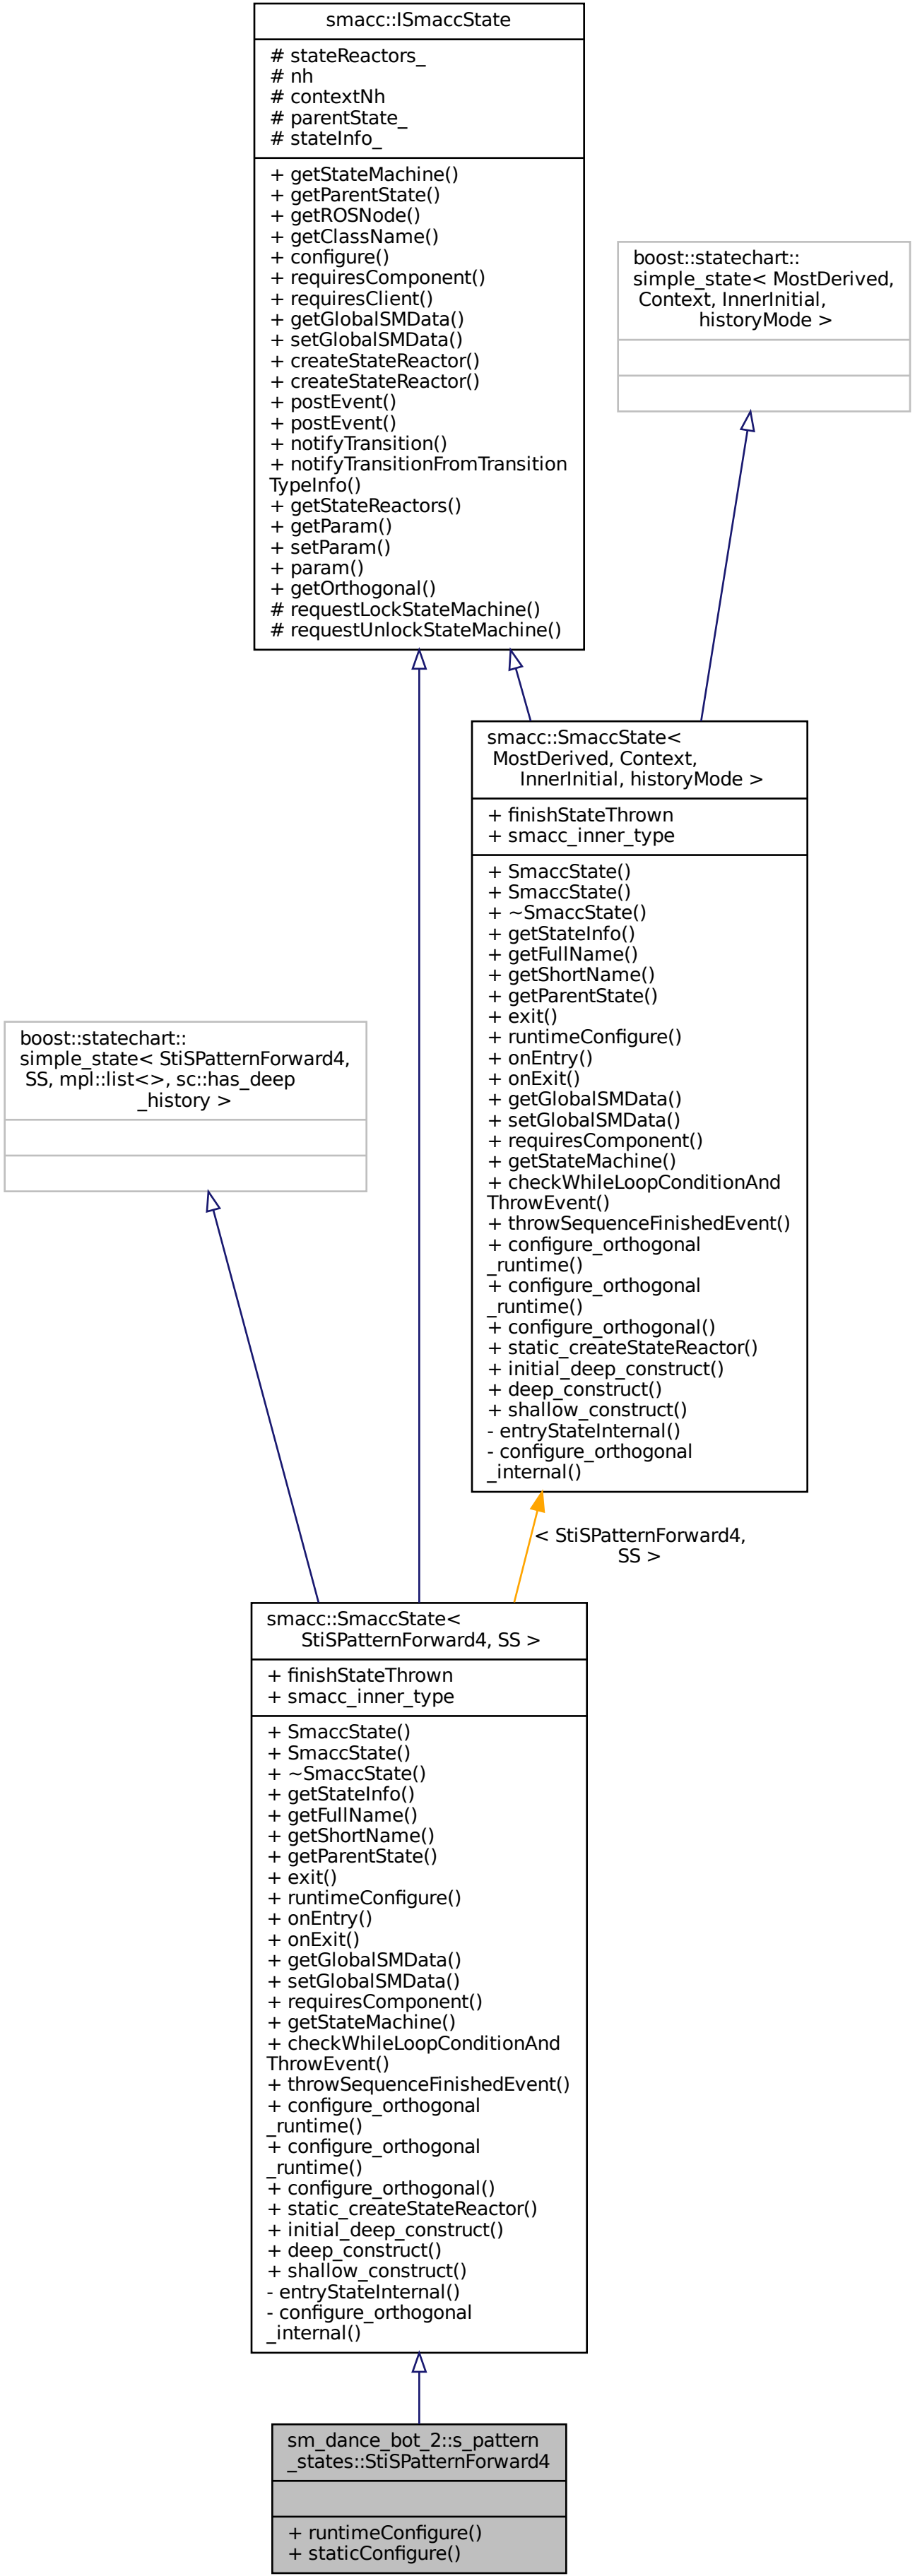 smacc::ISmaccState
# stateReactors_
# nh
# contextNh
# parentState_
# stateInfo_
+ getStateMachine()
+ getParentState()
+ getROSNode()
+ getClassName()
+ configure()
+ requiresComponent()
+ requiresClient()
+ getGlobalSMData()
+ setGlobalSMData()
+ createStateReactor()
+ createStateReactor()
+ postEvent()
+ postEvent()
+ notifyTransition()
+ notifyTransitionFromTransition
TypeInfo()
+ getStateReactors()
+ getParam()
+ setParam()
+ param()
+ getOrthogonal()
# requestLockStateMachine()
# requestUnlockStateMachine()
boost::statechart::
simple_state< MostDerived,
Context, InnerInitial,
historyMode >
smacc::SmaccState<
MostDerived, Context,
InnerInitial, historyMode >
+ finishStateThrown
+ smacc_inner_type
+ SmaccState()
+ SmaccState()
+ ~SmaccState()
+ getStateInfo()
+ getFullName()
+ getShortName()
+ getParentState()
+ exit()
+ runtimeConfigure()
+ onEntry()
+ onExit()
+ getGlobalSMData()
+ setGlobalSMData()
+ requiresComponent()
+ getStateMachine()
+ checkWhileLoopConditionAnd
ThrowEvent()
+ throwSequenceFinishedEvent()
+ configure_orthogonal
_runtime()
+ configure_orthogonal
_runtime()
+ configure_orthogonal()
+ static_createStateReactor()
+ initial_deep_construct()
+ deep_construct()
+ shallow_construct()
- entryStateInternal()
- configure_orthogonal
_internal()
boost::statechart::
simple_state< StiSPatternForward4,
SS, mpl::list<>, sc::has_deep
_history >
< StiSPatternForward4,
SS >
smacc::SmaccState<
StiSPatternForward4, SS >
+ finishStateThrown
+ smacc_inner_type
+ SmaccState()
+ SmaccState()
+ ~SmaccState()
+ getStateInfo()
+ getFullName()
+ getShortName()
+ getParentState()
+ exit()
+ runtimeConfigure()
+ onEntry()
+ onExit()
+ getGlobalSMData()
+ setGlobalSMData()
+ requiresComponent()
+ getStateMachine()
+ checkWhileLoopConditionAnd
ThrowEvent()
+ throwSequenceFinishedEvent()
+ configure_orthogonal
_runtime()
+ configure_orthogonal
_runtime()
+ configure_orthogonal()
+ static_createStateReactor()
+ initial_deep_construct()
+ deep_construct()
+ shallow_construct()
- entryStateInternal()
- configure_orthogonal
_internal()
sm_dance_bot_2::s_pattern
_states::StiSPatternForward4
+ runtimeConfigure()
+ staticConfigure()